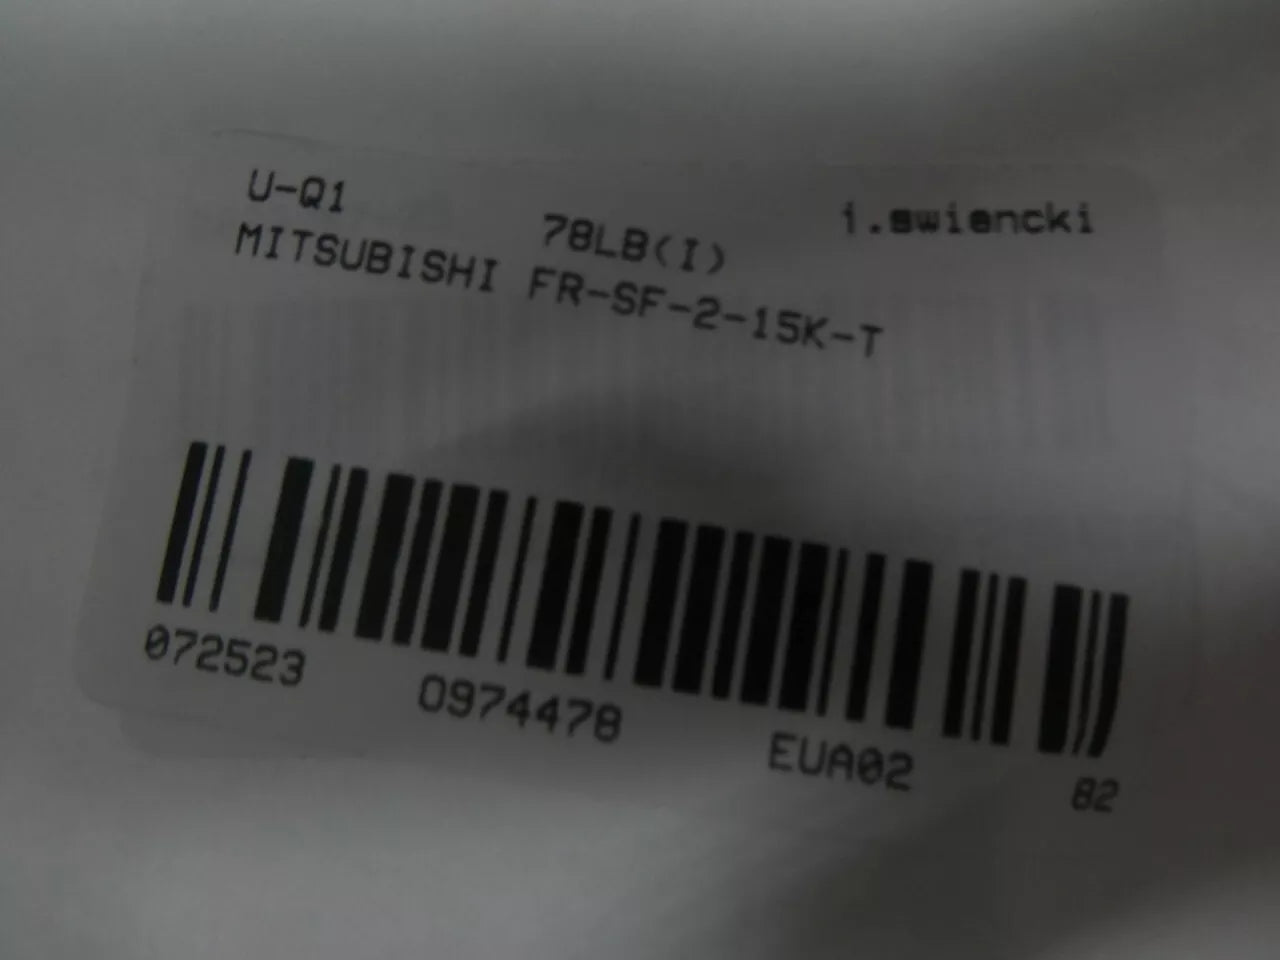 U-Q1 78LB(I) i.swiencki
MITSUBISHI FR-SF-2-15K-T
072523 0974478 EUA02 82